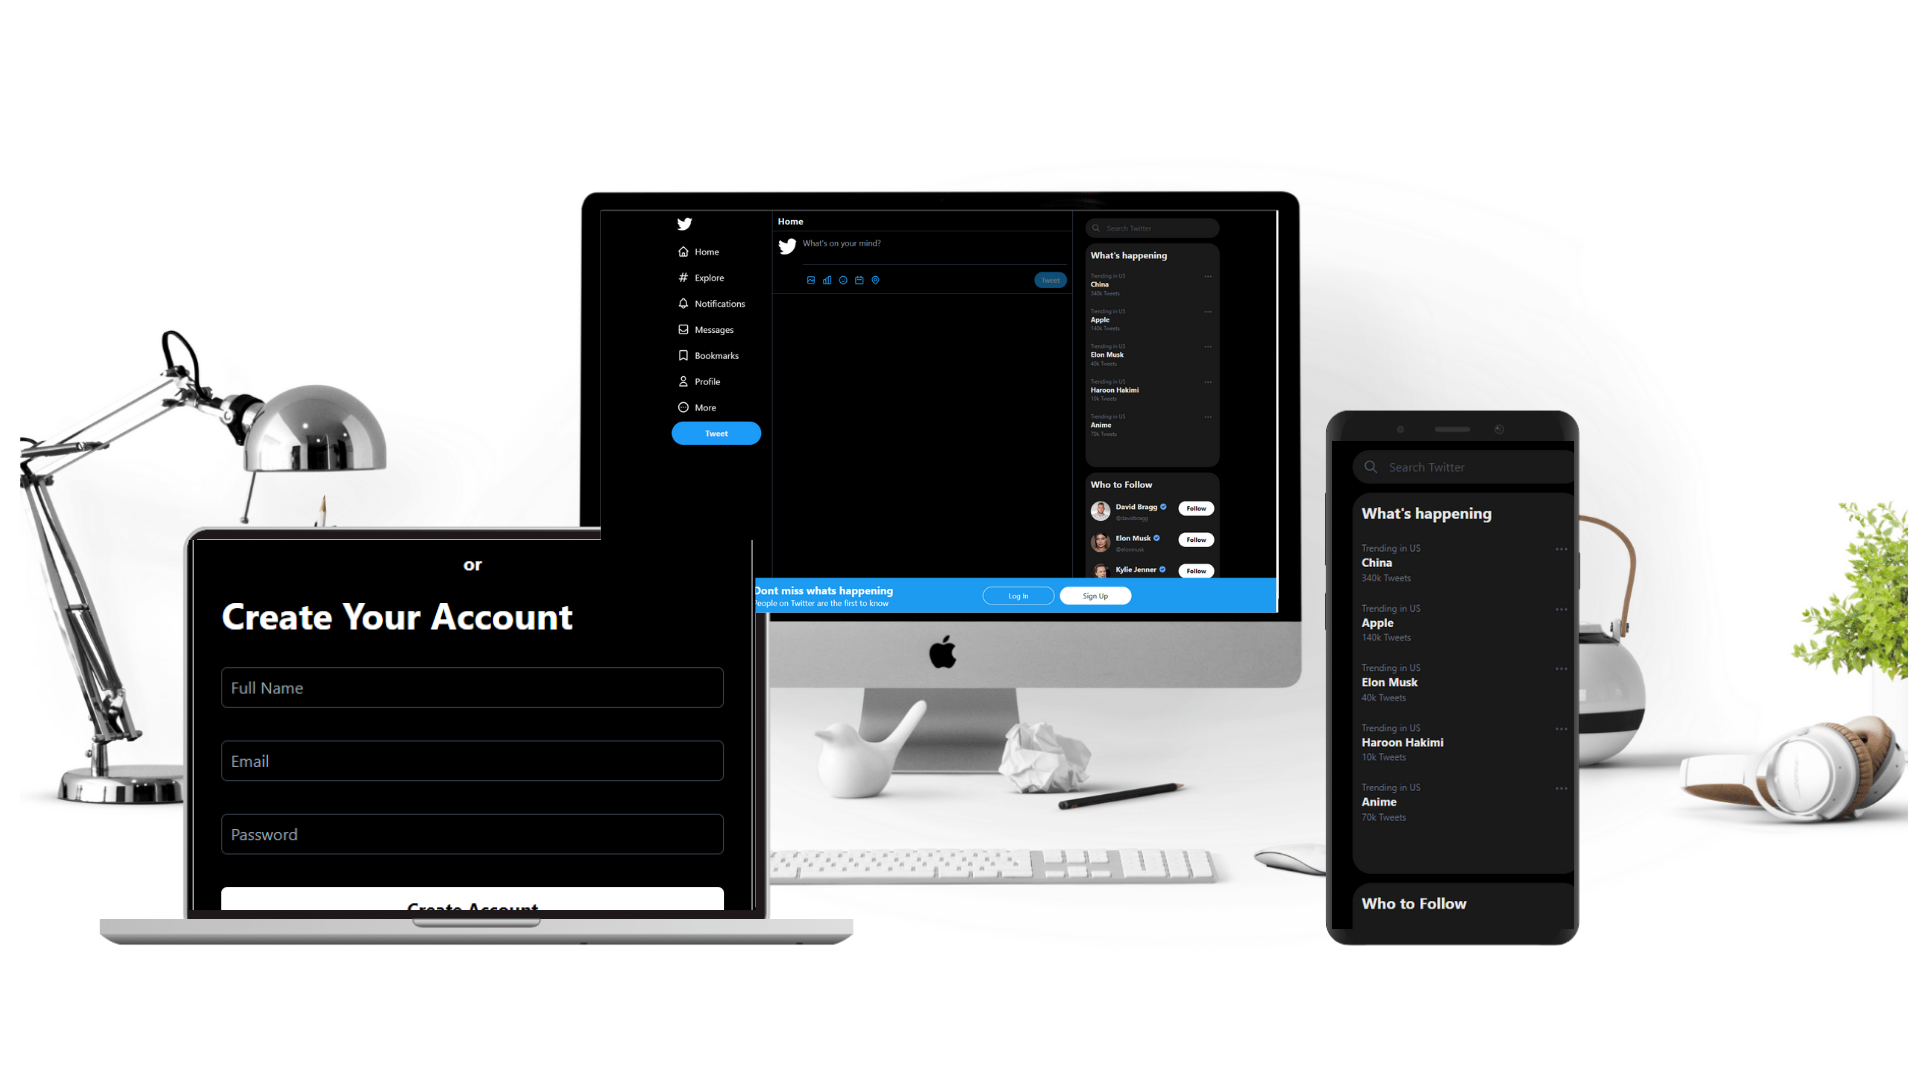 Home
Explore
Notifications
Messages
Bookmarks
Profile
More
Tweet
Home
What's on your mind?
Tweet
Search Twitter
What's happening
Trending in US
China
340k Tweets
Trending in US
Apple
140k Tweets
Trending in US
Elon Musk
40k Tweets
Trending in US
Haroon Hakimi
10k Tweets
Trending in US
Anime
70k Tweets
Who to Follow
David Bragg
@davidbragg
Follow
Elon Musk
@elonmusk
Follow
Kylie Jenner
Follow
Dont miss whats happening
People on Twitter are the first to know
Log In
Sign Up
or
Create Your Account
Full Name
Email
Password
Create Account
Search Twitter
What's happening
Trending in US
China
340k Tweets
Trending in US
Apple
140k Tweets
Trending in US
Elon Musk
40k Tweets
Trending in US
Haroon Hakimi
10k Tweets
Trending in US
Anime
70k Tweets
Who to Follow